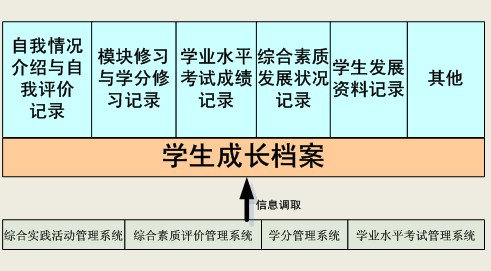 自我情况
介绍与自
我评价
记录
模块修习
与学分修
习记录
学业水平
考试成绩
记录
综合素质
发展状况
记录
学生发展
资料记录
其他
学生成长档案
信息调取
综合实践活动管理系统
综合素质评价管理系统
学分管理系统
学业水平考试管理系统